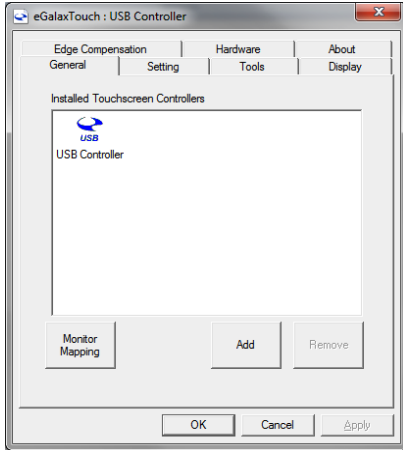 eGalaxTouch : USB Controller
Edge Compensation Hardware About
General Setting Tools Display
Installed Touchscreen Controllers
USB
USB Controller
Monitor
Mapping
Add
Remove
OK Cancel Apply